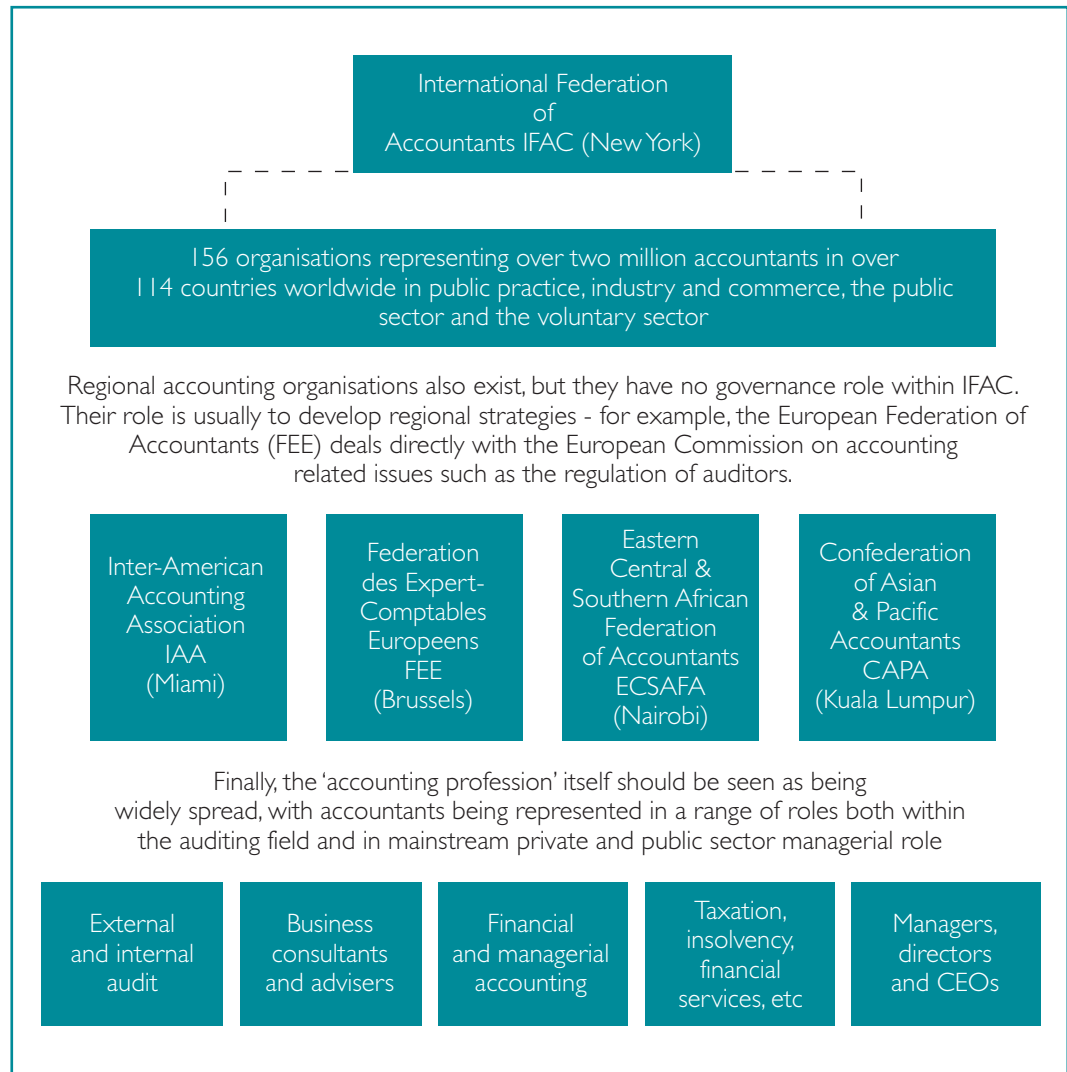 International Federation
of
Accountants IFAC (New York)
156 organisations representing over two million accountants in over
114 countries worldwide in public practice, industry and commerce, the public
sector and the voluntary sector
Regional accounting organisations also exist, but they have no governance role within IFAC.
Their role is usually to develop regional strategies - for example, the European Federation of
Accountants (FEE) deals directly with the European Commission on accounting
related issues such as the regulation of auditors.
Inter-American
Accounting
Association
IAA
(Miami)
Federation
des Expert-
Comptables
Europeens
FEE
(Brussels)
Eastern
Central &
Southern African
Federation
of Accountants
ECSAFA
(Nairobi)
Confederation
of Asian
& Pacific
Accountants
CAPA
(Kuala Lumpur)
Finally, the ‘accounting profession’ itself should be seen as being
widely spread, with accountants being represented in a range of roles both within
the auditing field and in mainstream private and public sector managerial role
External
and internal
audit
Business
consultants
and advisers
Financial
and managerial
accounting
Taxation,
insolvency,
financial
services, etc
Managers,
directors
and CEOs